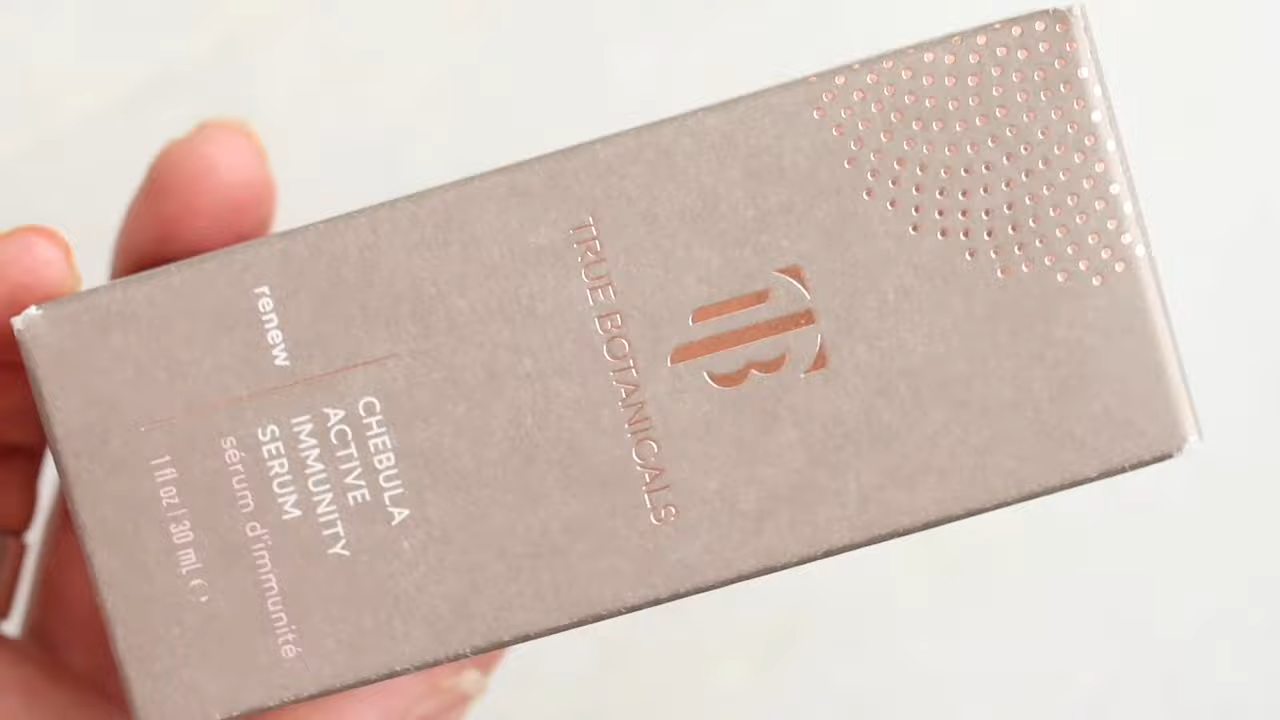 TB
TRUE BOTANICALS
renew
CHEBULA
ACTIVE
IMMUNITY
SERUM
sérum d'immunité
1 fl oz | 30 mL ℮